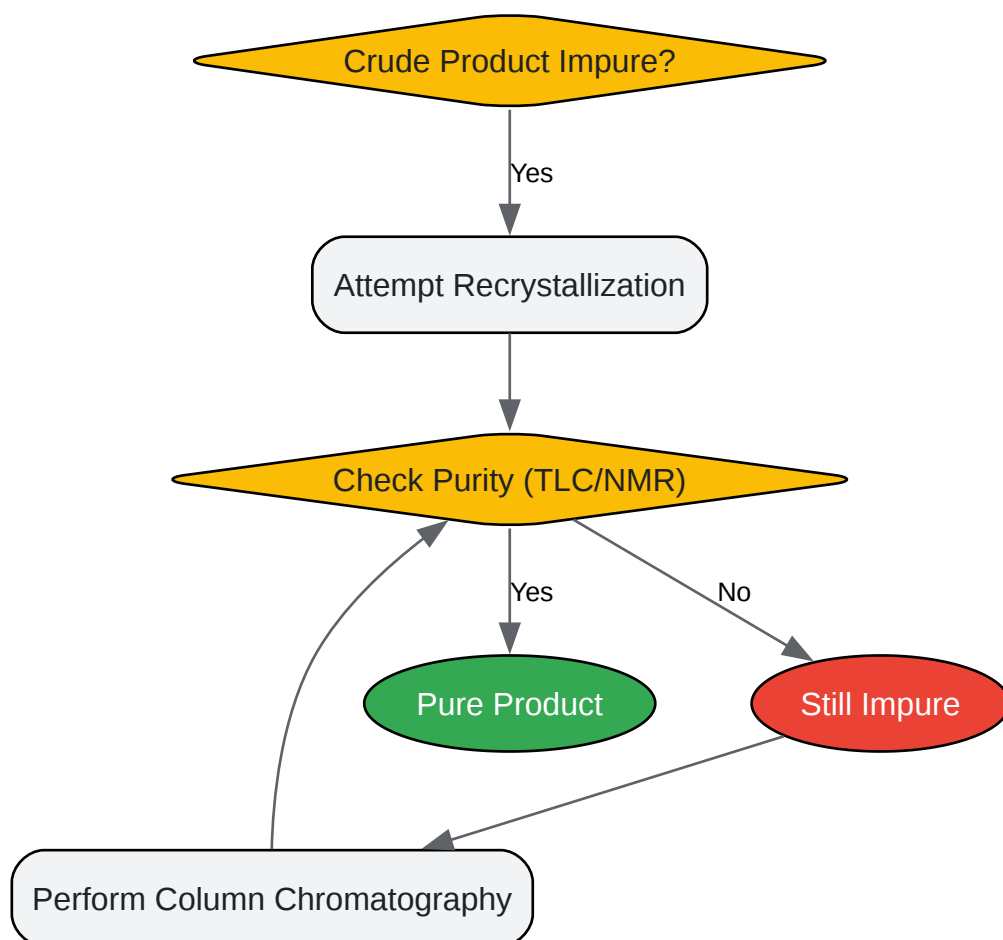 Crude Product Impure?
Yes
Attempt Recrystallization
Check Purity (TLC/NMR)
Yes
No
Pure Product
Still Impure
Perform Column Chromatography